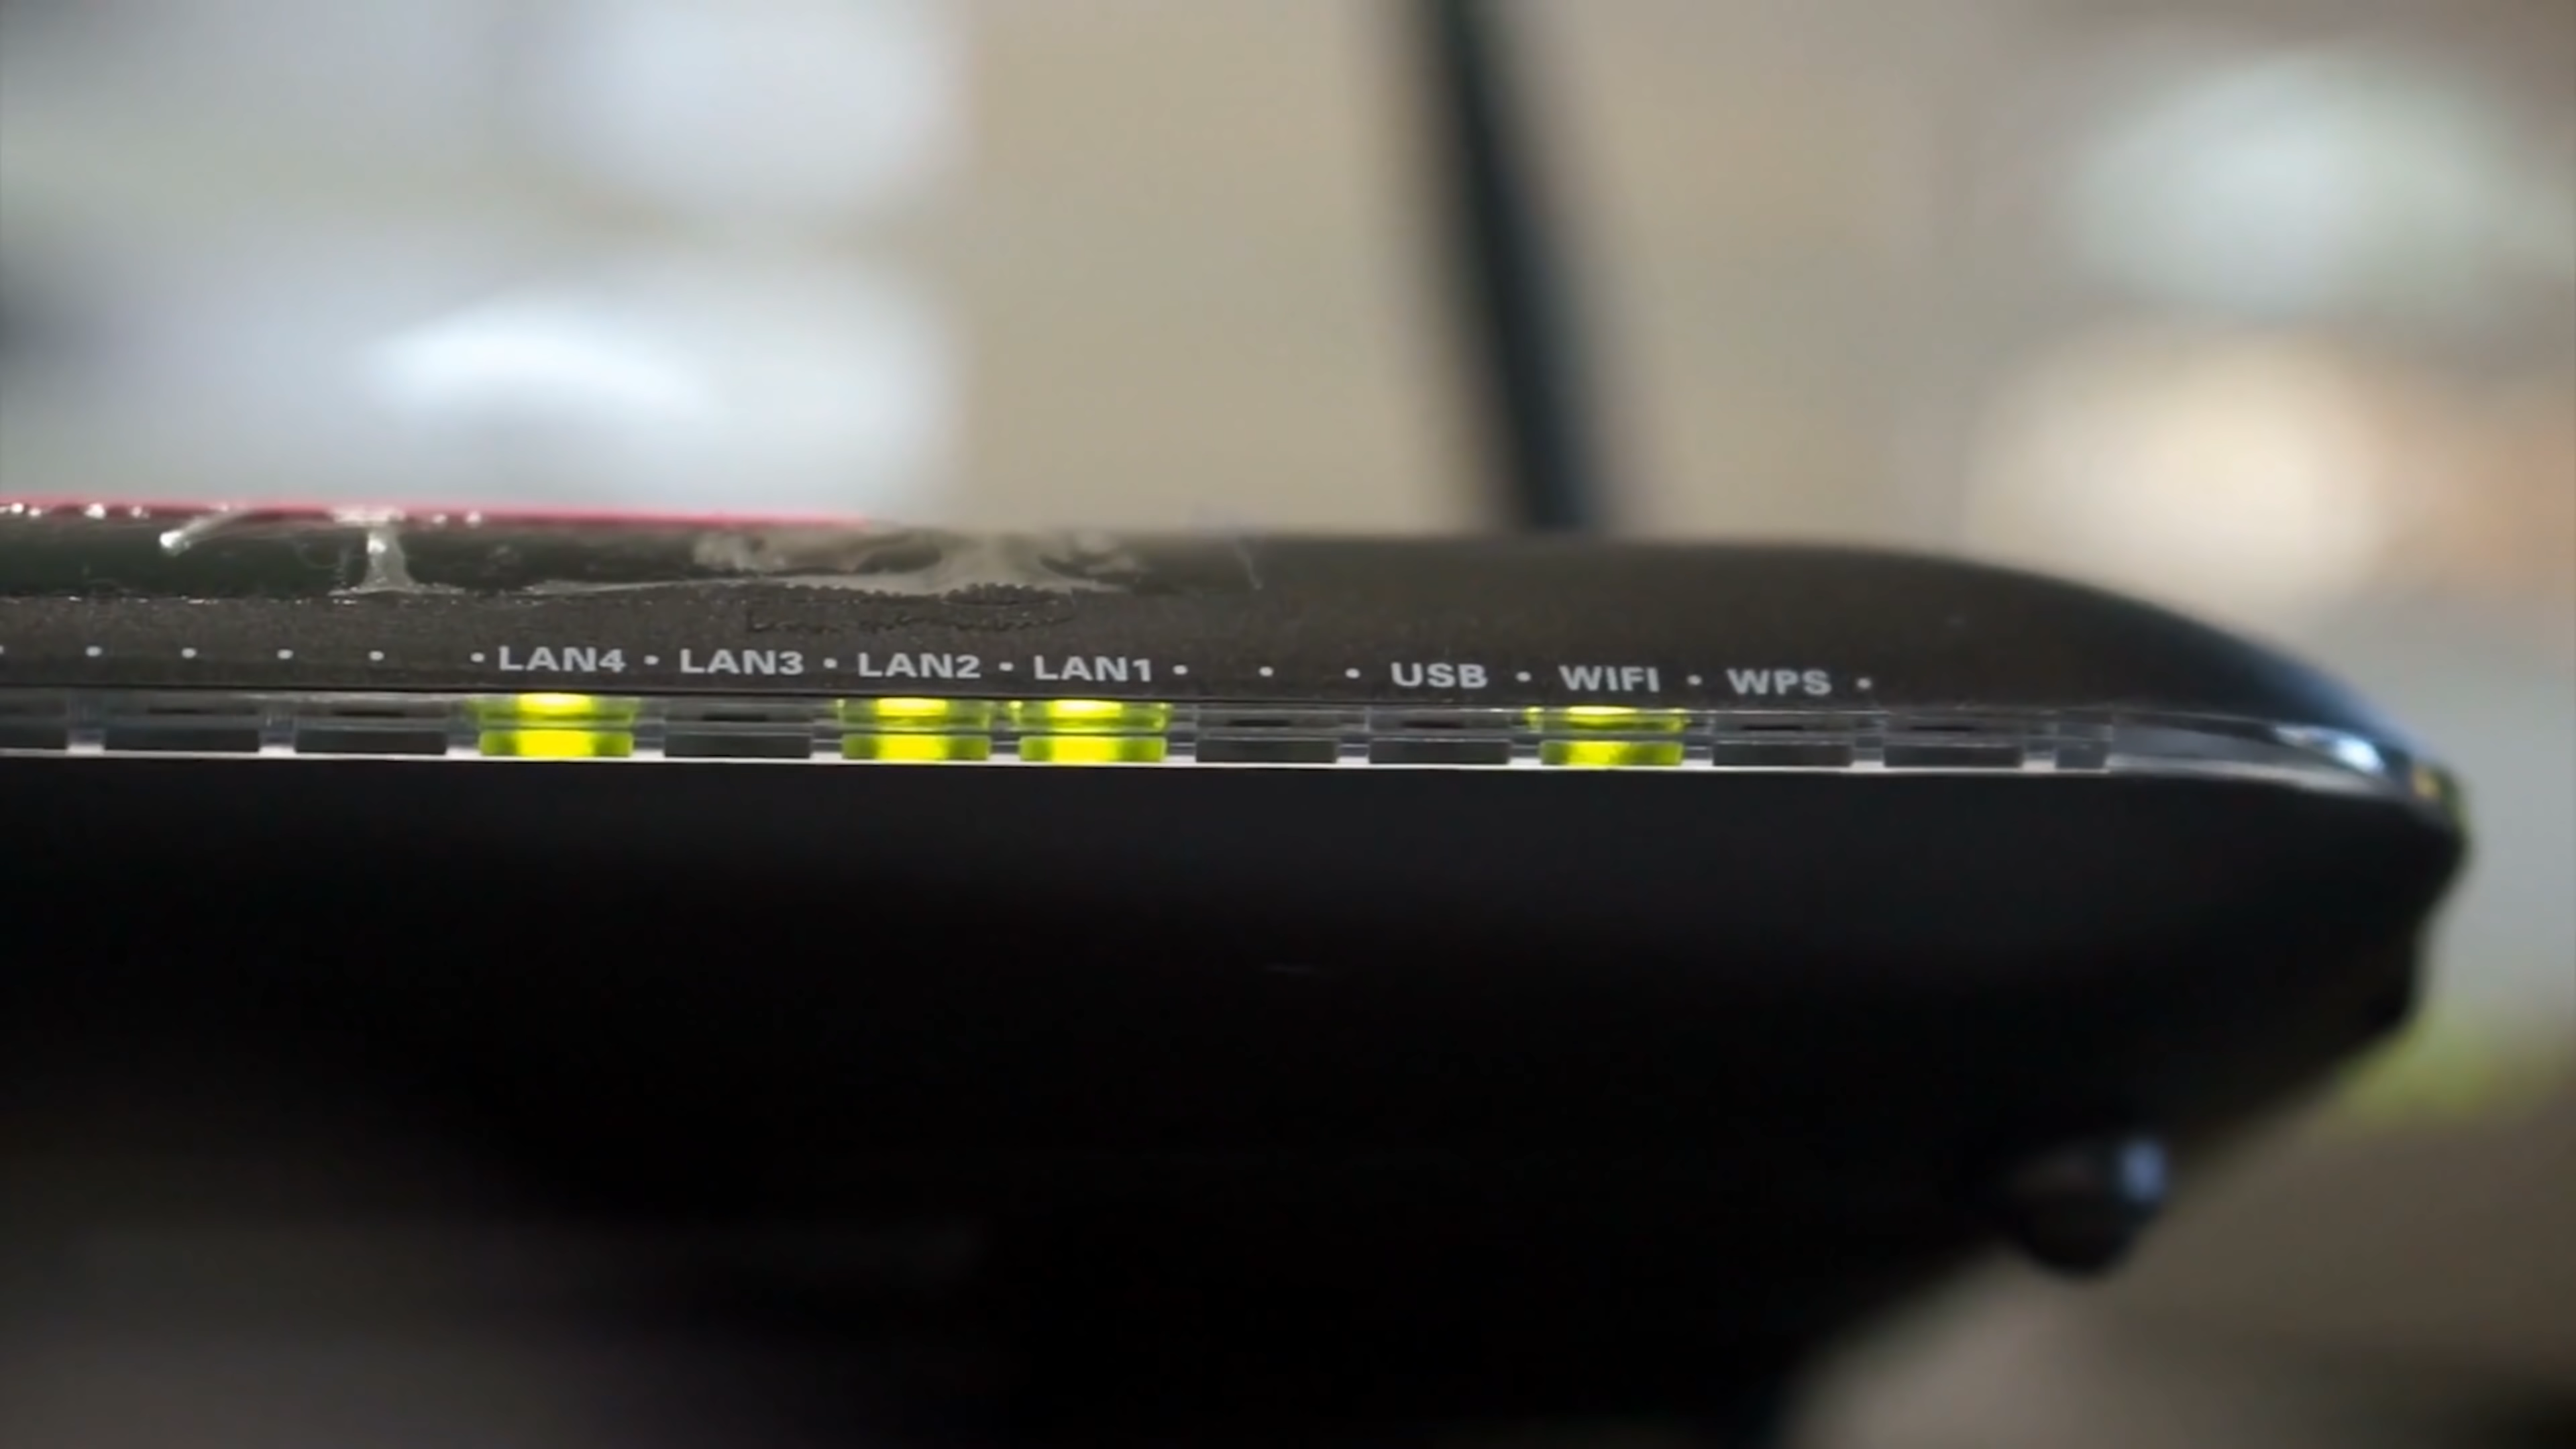 • • • • • LAN4 • LAN3 • LAN2 • LAN1 • • • USB • WIFI • WPS •